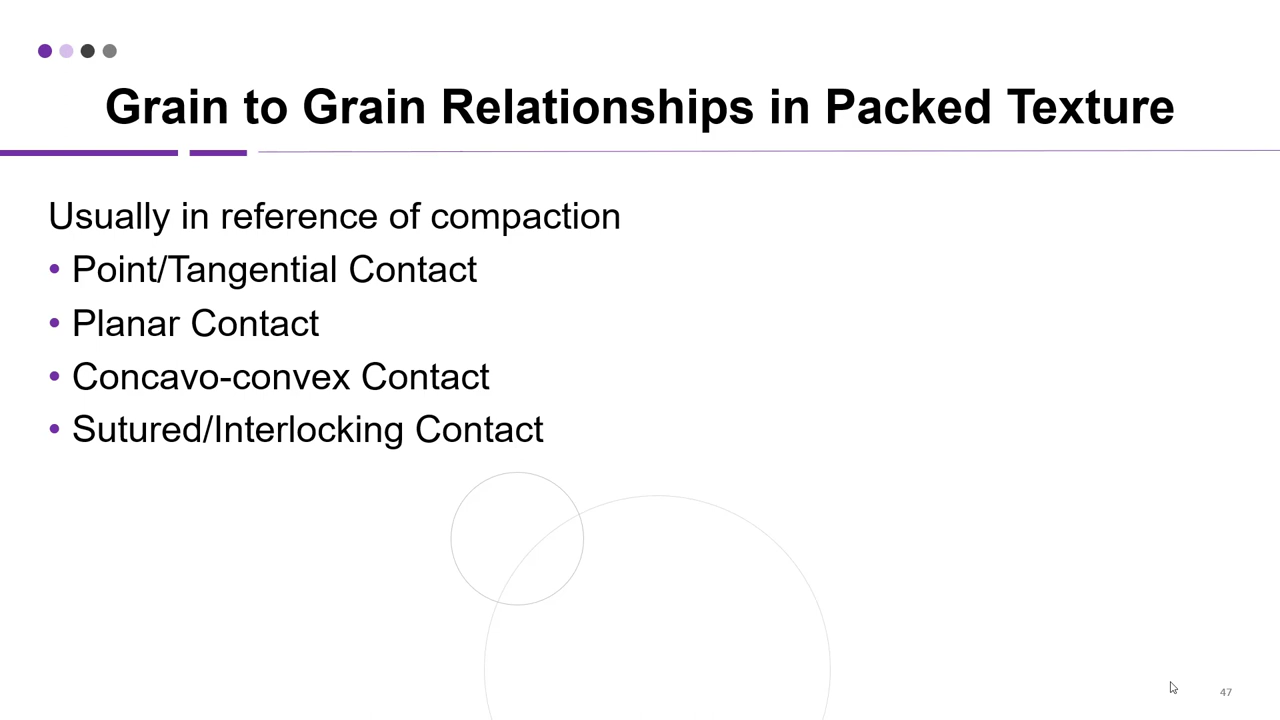 Grain to Grain Relationships in Packed Texture
Usually in reference of compaction
• Point/Tangential Contact
• Planar Contact
• Concavo-convex Contact
• Sutured/Interlocking Contact
47